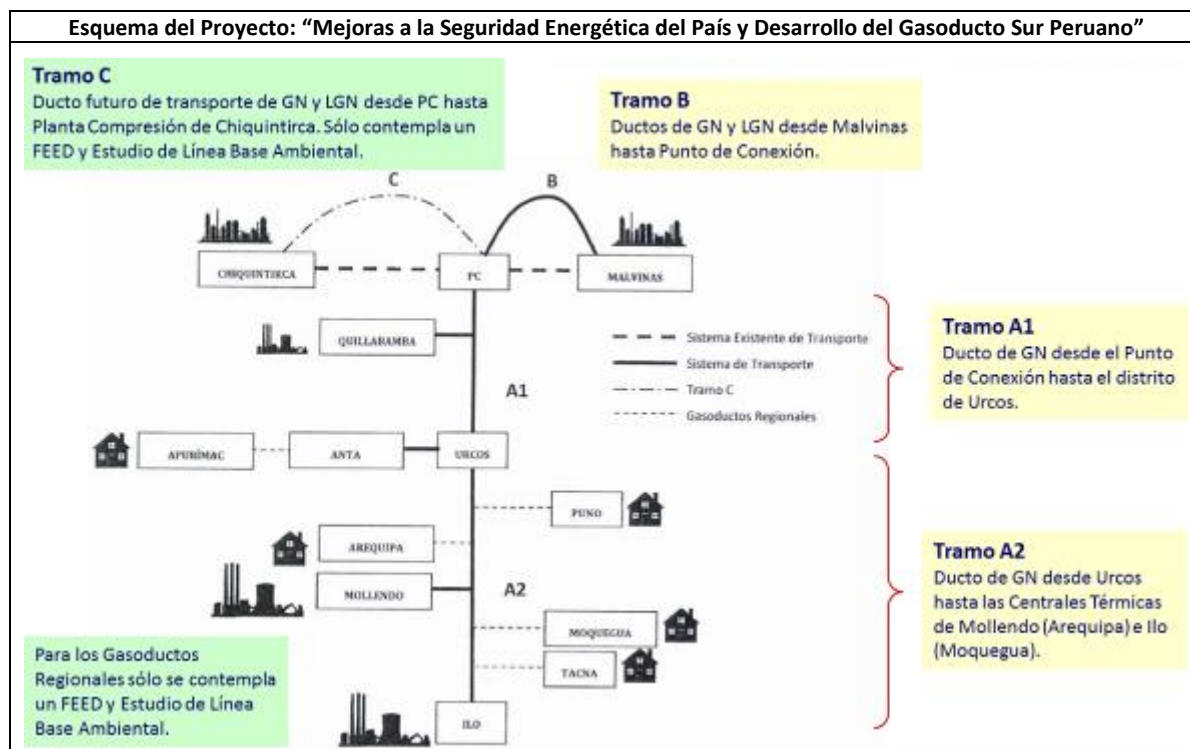 Esquema del Proyecto: “Mejoras a la Seguridad Energética del País y Desarrollo del Gasoducto Sur Peruano”
Tramo C
Ducto futuro de transporte de GN y LGN desde PC hasta
Planta Compresión de Chiquintirca. Sólo contempla un
FEED y Estudio de Línea Base Ambiental.
Tramo B
Ductos de GN y LGN desde Malvinas
hasta Punto de Conexión.
C
B
CHIQUINTIRCA
PC
MALVINAS
QUILLABAMBA
Sistema Existente de Transporte
Sistema de Transporte
Tramo C
Gasoductos Regionales
A1
Tramo A1
Ducto de GN desde el Punto
de Conexión hasta el distrito
de Urcos.
APURÍMAC
ANTA
URCOS
PUNO
AREQUIPA
MOLLENDO
A2
MOQUEGUA
TACNA
ILO
Tramo A2
Ducto de GN desde Urcos
hasta las Centrales Térmicas
de Mollendo (Arequipa) e Ilo
(Moquegua).
Para los Gasoductos
Regionales sólo se contempla
un FEED y Estudio de Línea
Base Ambiental.